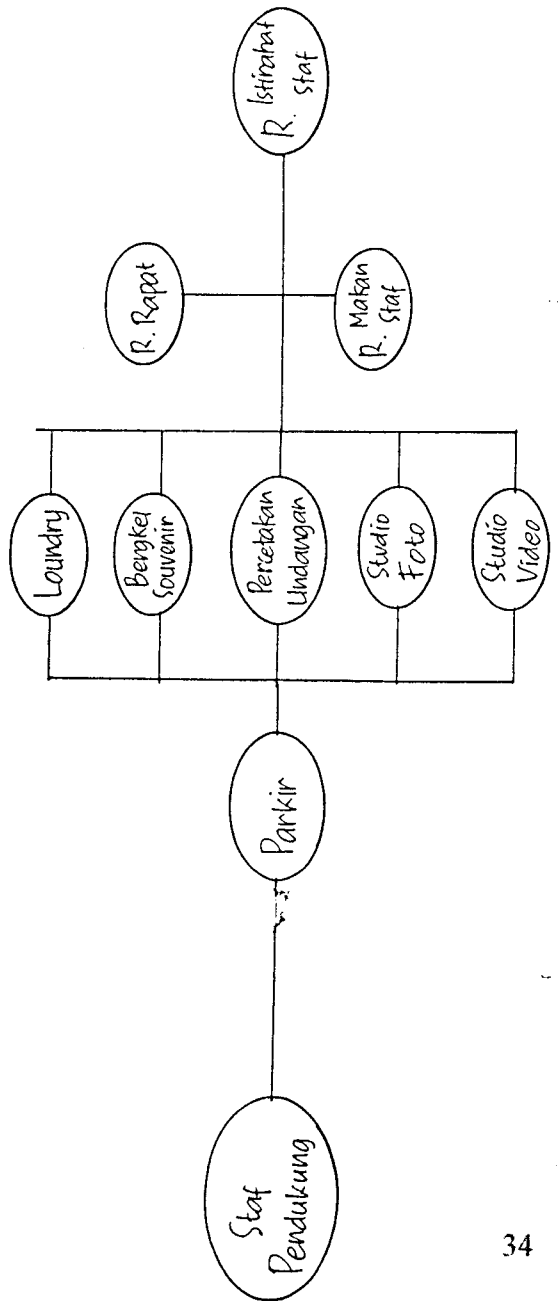 Staf
Pendukung
Parkir
Loundry
Bengkel
Souvenir
Percetakan
Undangan
Studio
Foto
Studio
Video
R. Rapat
R. Makan
Staf
R. Istirahat
Staf
34